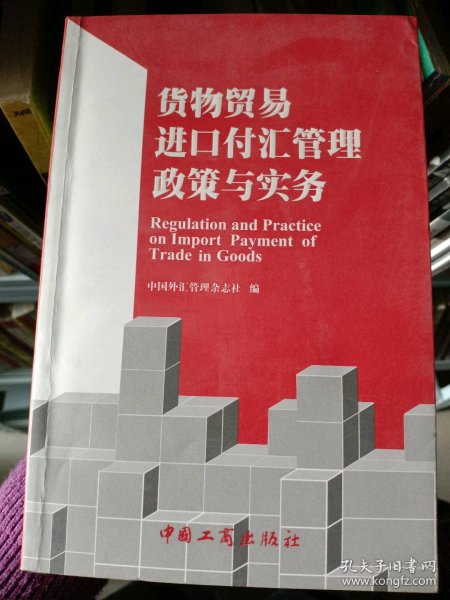 货物贸易
进口付汇管理
政策与实务
Regulation and Practice
on Import Payment of
Trade in Goods
中国外汇管理杂志社 编
中国工商出版社
孔夫子旧书网
www.kongfz.com